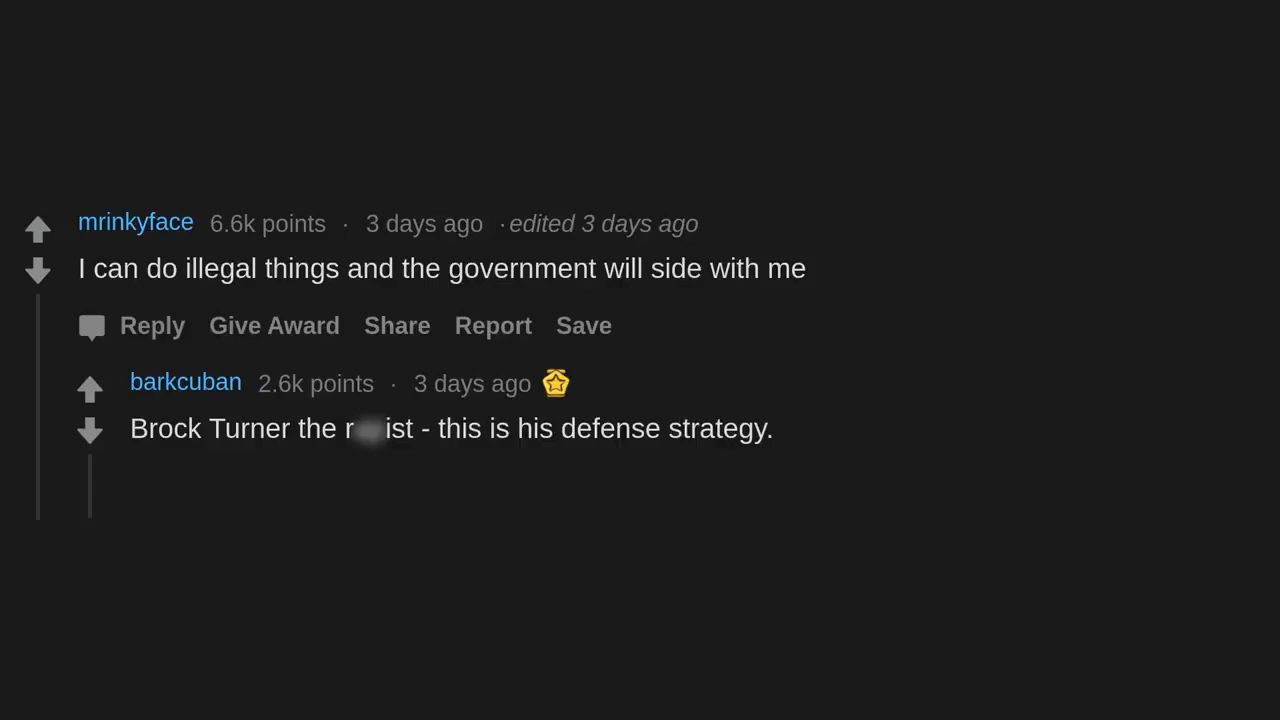 mrinkyface 6.6k points · 3 days ago · edited 3 days ago
I can do illegal things and the government will side with me
Reply Give Award Share Report Save
barkcuban 2.6k points · 3 days ago
Brock Turner the r ist - this is his defense strategy.